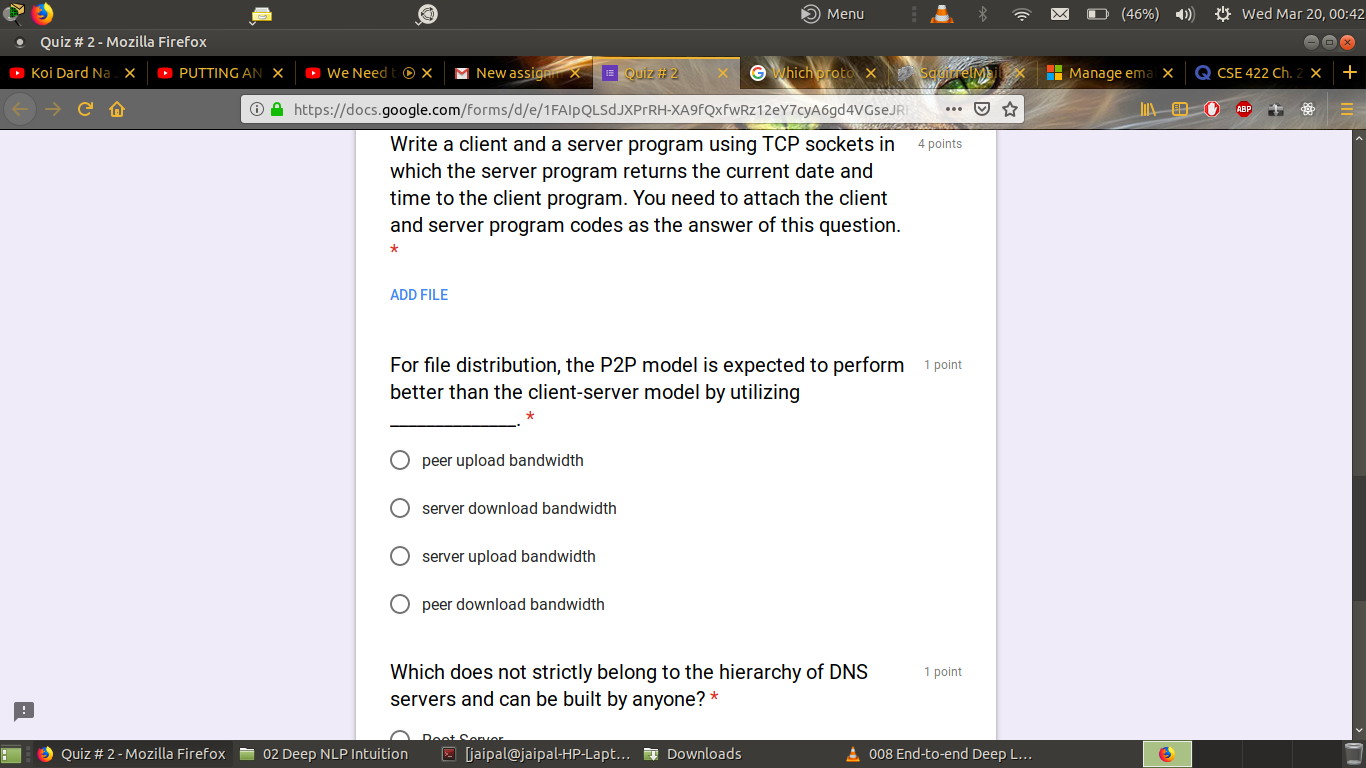 Menu
(46%)
Wed Mar 20, 00:42
Quiz # 2 - Mozilla Firefox
Koi Dard Na
PUTTING AN
We Need
New assignm
Quiz # 2
Which proto
SquirrelMail
Manage ema
CSE 422 Ch. 2
https://docs.google.com/forms/d/e/1FAIpQLSdJXPrRH-XA9fQxfwRz12eY7cyA6gd4VGseJR
ABP
Write a client and a server program using TCP sockets in
4 points
which the server program returns the current date and
time to the client program. You need to attach the client
and server program codes as the answer of this question.
*
ADD FILE
For file distribution, the P2P model is expected to perform
1 point
better than the client-server model by utilizing
______________. *
peer upload bandwidth
server download bandwidth
server upload bandwidth
peer download bandwidth
Which does not strictly belong to the hierarchy of DNS
1 point
servers and can be built by anyone? *
Root Server
Quiz # 2 - Mozilla Firefox
02 Deep NLP Intuition
[jaipal@jaipal-HP-Lapt...
Downloads
008 End-to-end Deep L...